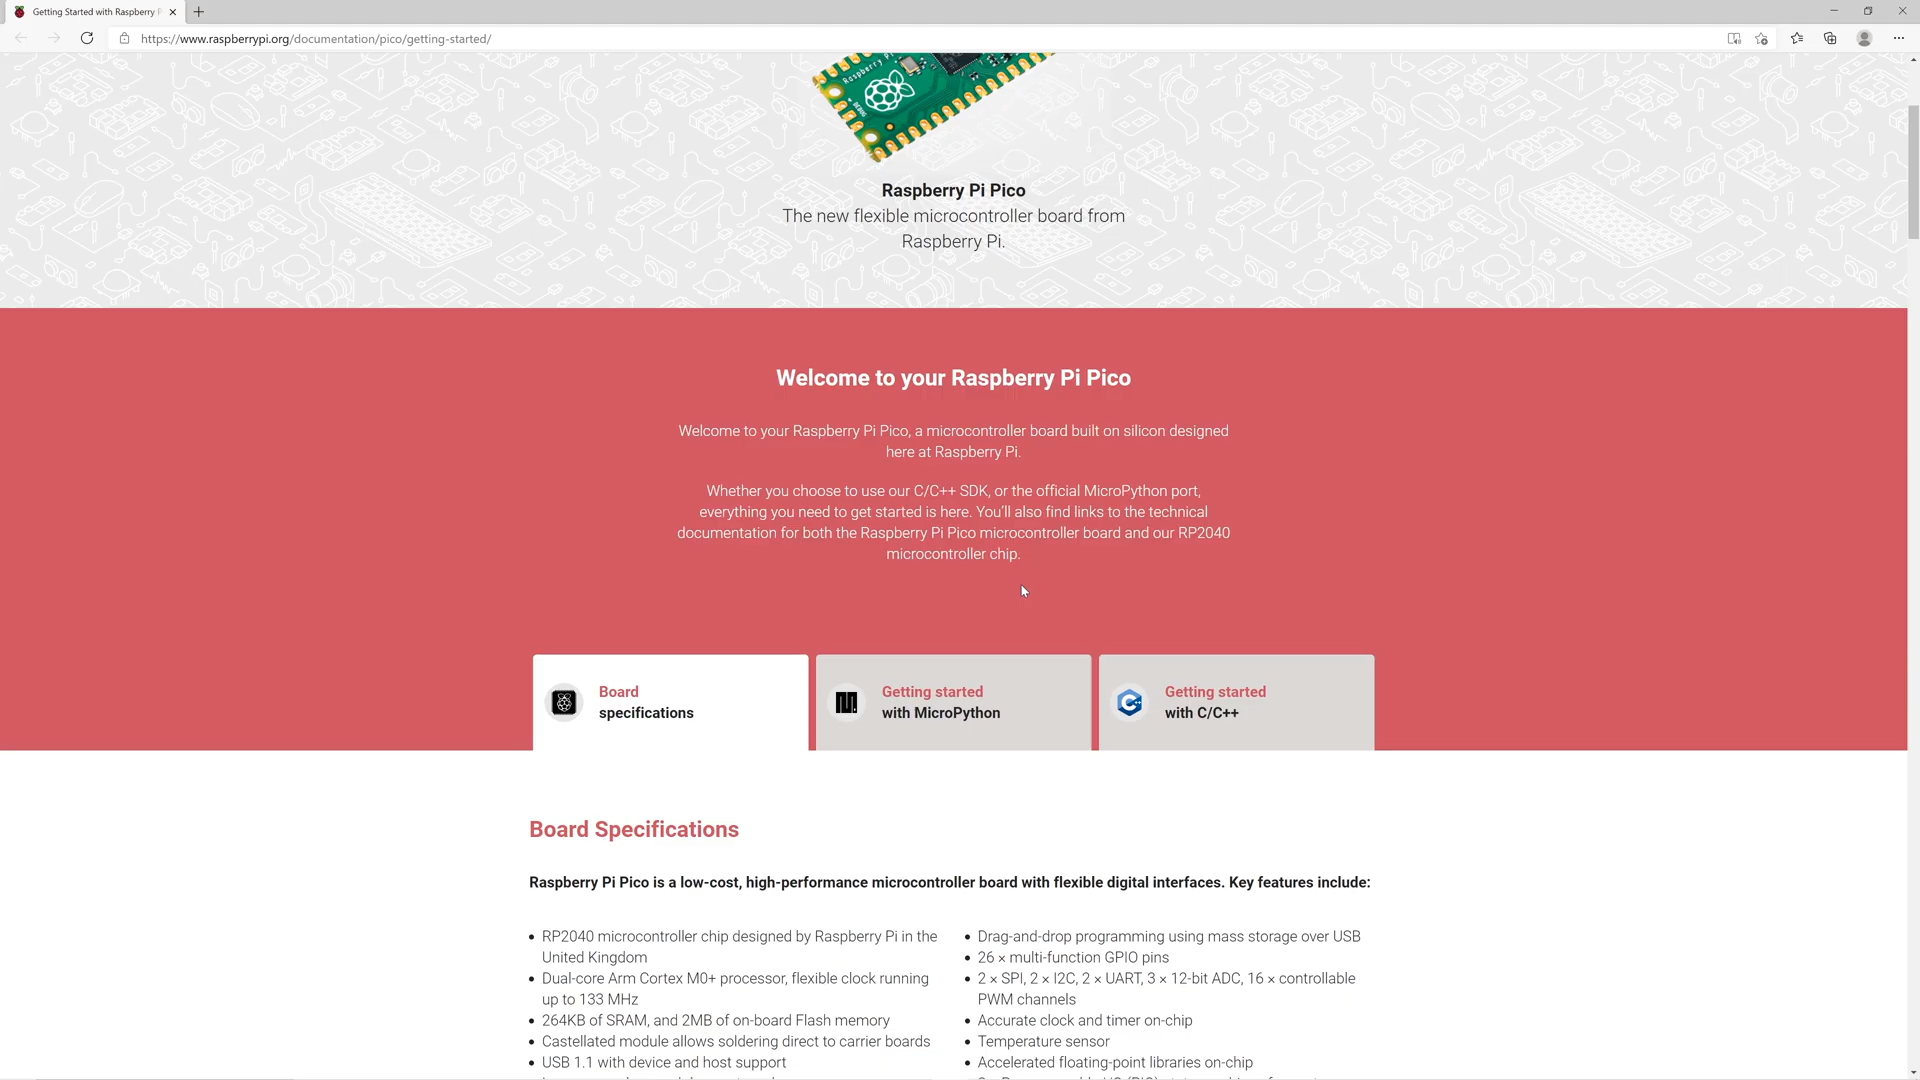 Getting Started with Raspberry P
https://www.raspberrypi.org/documentation/pico/getting-started/
Raspberry Pi
DEBUG
Raspberry Pi Pico
The new flexible microcontroller board from
Raspberry Pi.
Welcome to your Raspberry Pi Pico
Welcome to your Raspberry Pi Pico, a microcontroller board built on silicon designed
here at Raspberry Pi.
Whether you choose to use our C/C++ SDK, or the official MicroPython port,
everything you need to get started is here. You’ll also find links to the technical
documentation for both the Raspberry Pi Pico microcontroller board and our RP2040
microcontroller chip.
Board
specifications
Getting started
with MicroPython
Getting started
with C/C++
Board Specifications
Raspberry Pi Pico is a low-cost, high-performance microcontroller board with flexible digital interfaces. Key features include:
• RP2040 microcontroller chip designed by Raspberry Pi in the
United Kingdom
• Dual-core Arm Cortex M0+ processor, flexible clock running
up to 133 MHz
• 264KB of SRAM, and 2MB of on-board Flash memory
• Castellated module allows soldering direct to carrier boards
• USB 1.1 with device and host support
• Drag-and-drop programming using mass storage over USB
• 26 × multi-function GPIO pins
• 2 × SPI, 2 × I2C, 2 × UART, 3 × 12-bit ADC, 16 × controllable
PWM channels
• Accurate clock and timer on-chip
• Temperature sensor
• Accelerated floating-point libraries on-chip